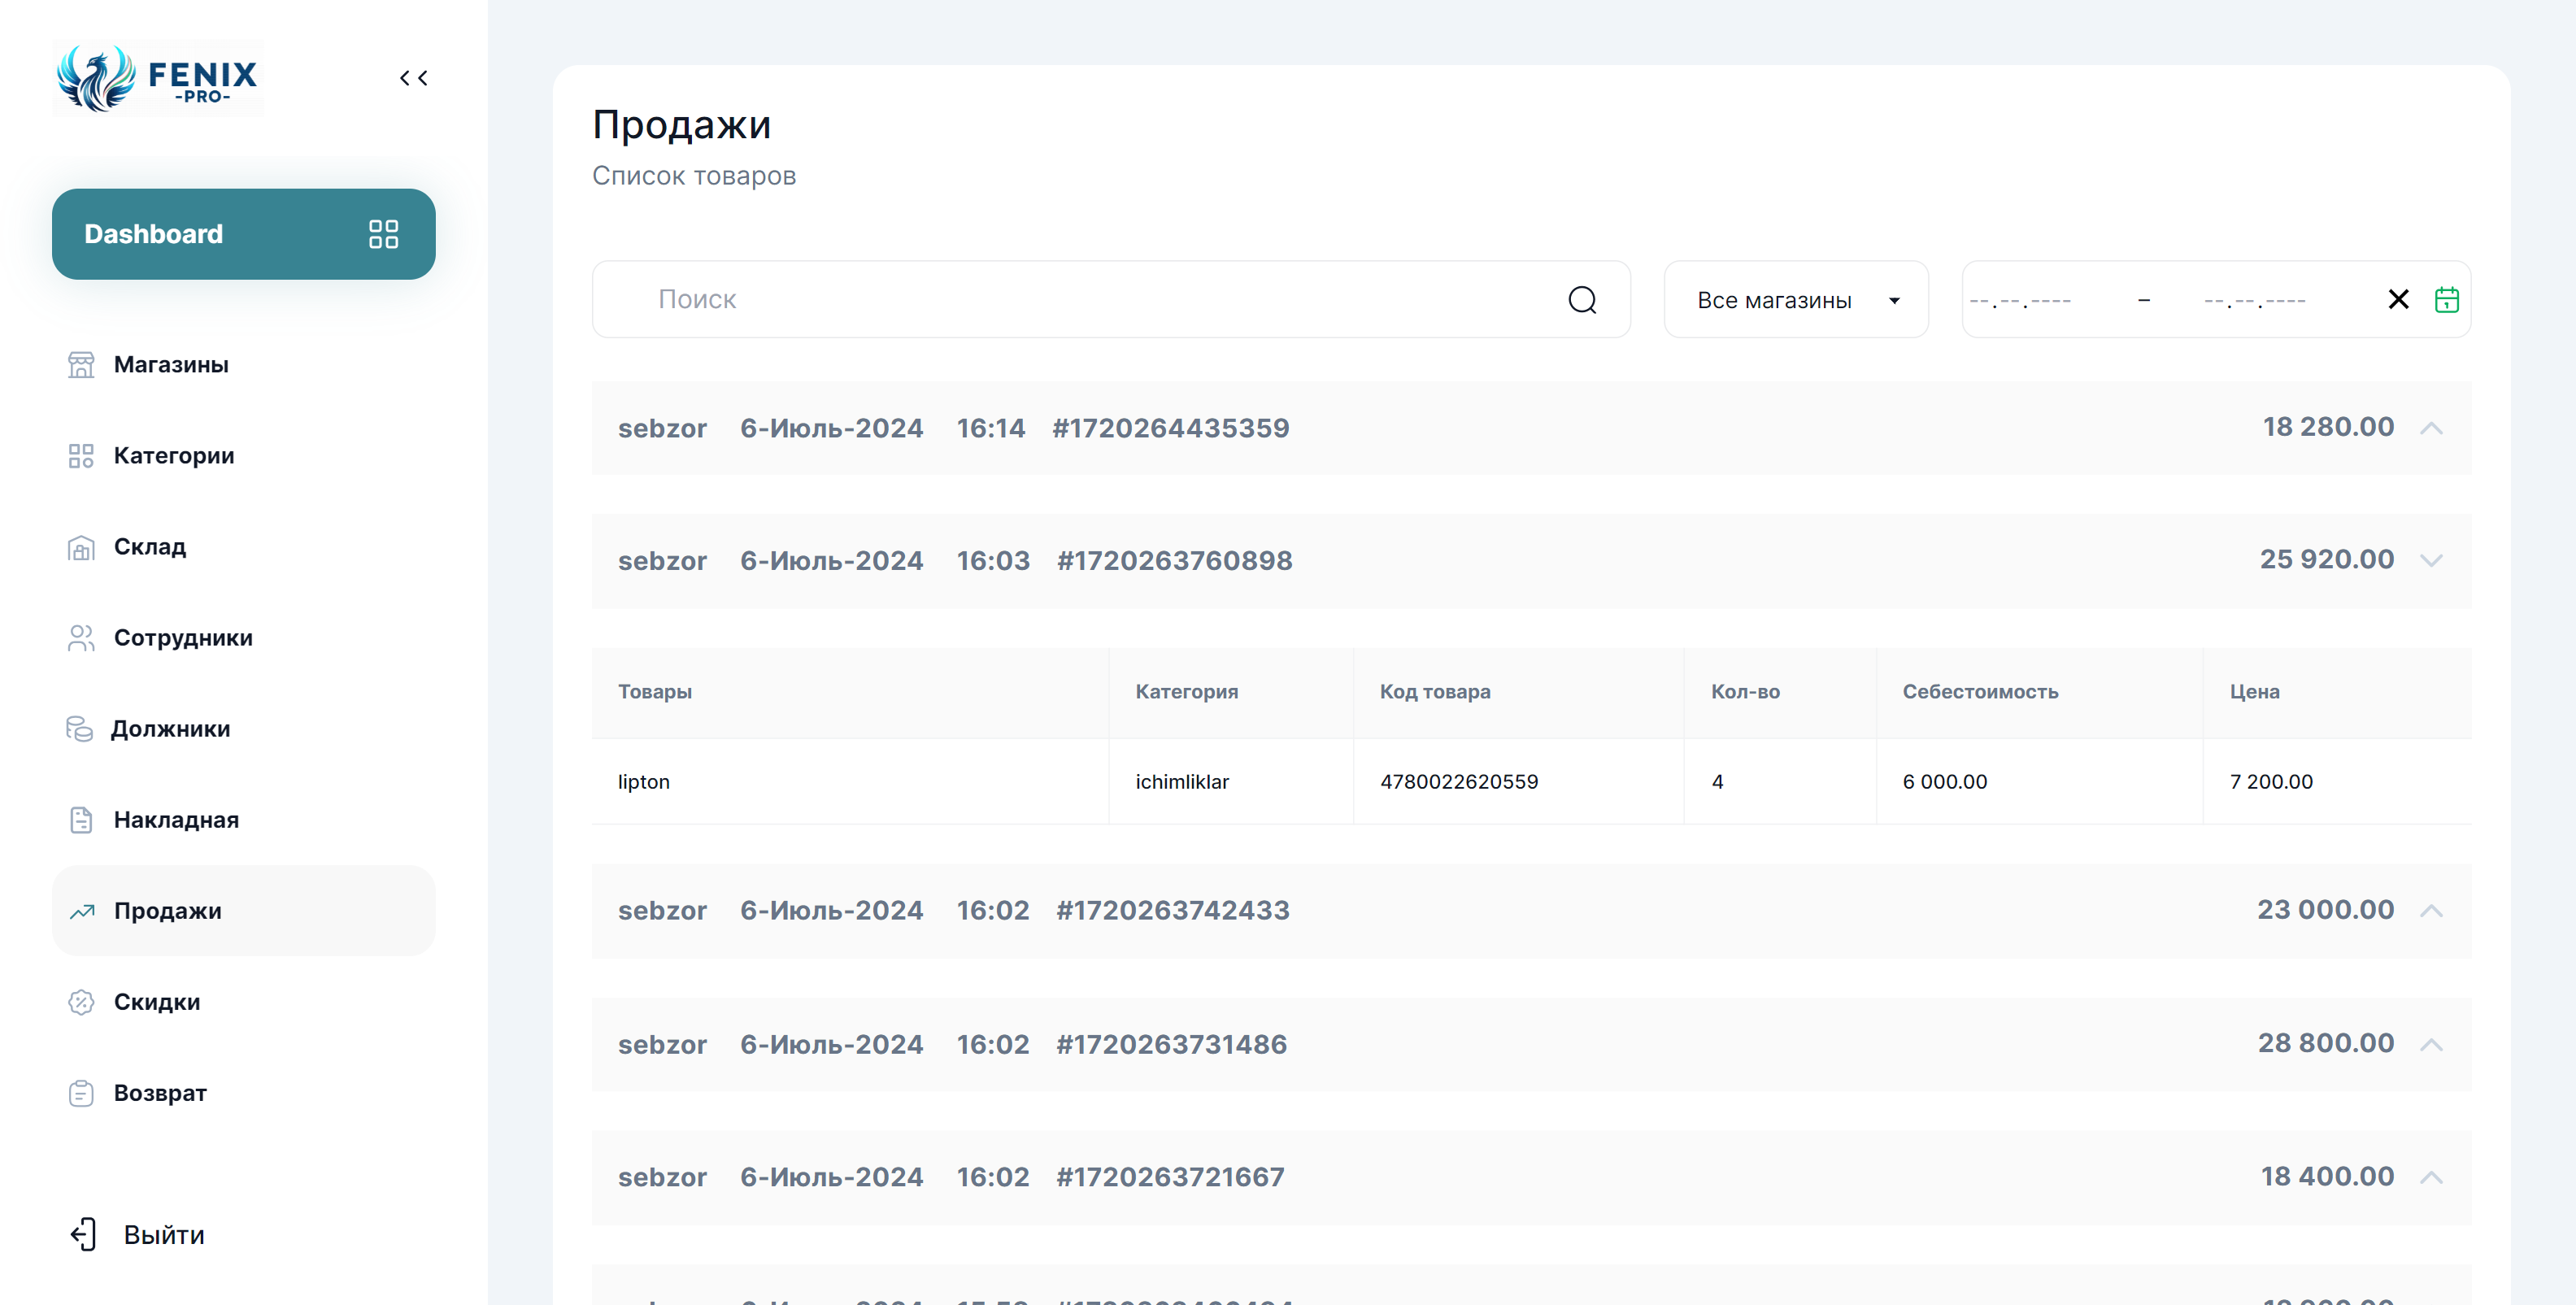 FENIX
-PRO-
Dashboard
Магазины
Категории
Склад
Сотрудники
Должники
Накладная
Продажи
Скидки
Возврат
Выйти
Продажи
Список товаров
Поиск
Все магазины
--.--.---- – --.--.----
sebzor 6-Июль-2024 16:14 #1720264435359 18 280.00
sebzor 6-Июль-2024 16:03 #1720263760898 25 920.00
Товары Категория Код товара Кол-во Себестоимость Цена
lipton ichimliklar 4780022620559 4 6 000.00 7 200.00
sebzor 6-Июль-2024 16:02 #1720263742433 23 000.00
sebzor 6-Июль-2024 16:02 #1720263731486 28 800.00
sebzor 6-Июль-2024 16:02 #1720263721667 18 400.00